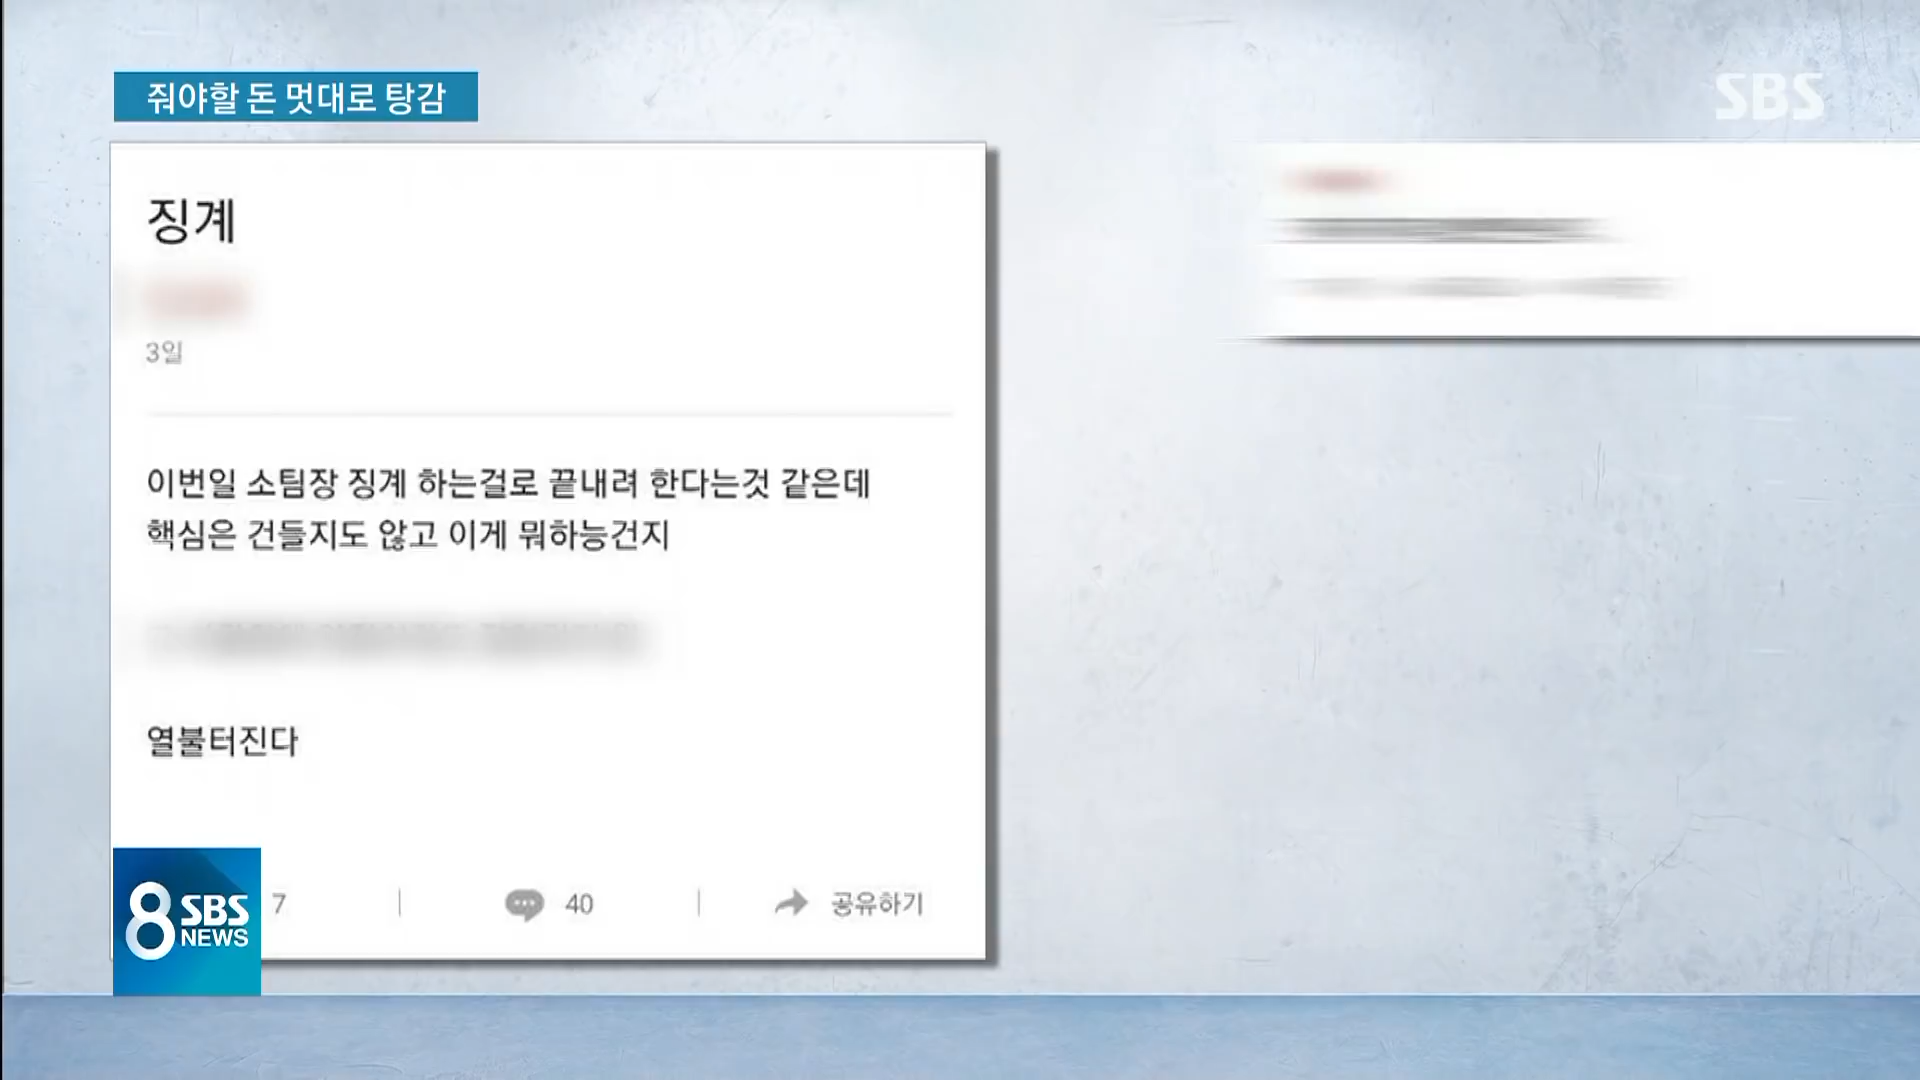 줘야할 돈 멋대로 탕감
SBS
징계
3일
이번일 소팀장 징계 하는걸로 끝내려 한다는것 같은데
핵심은 건들지도 않고 이게 뭐하능건지
열불터진다
7
40
공유하기
8 SBS NEWS